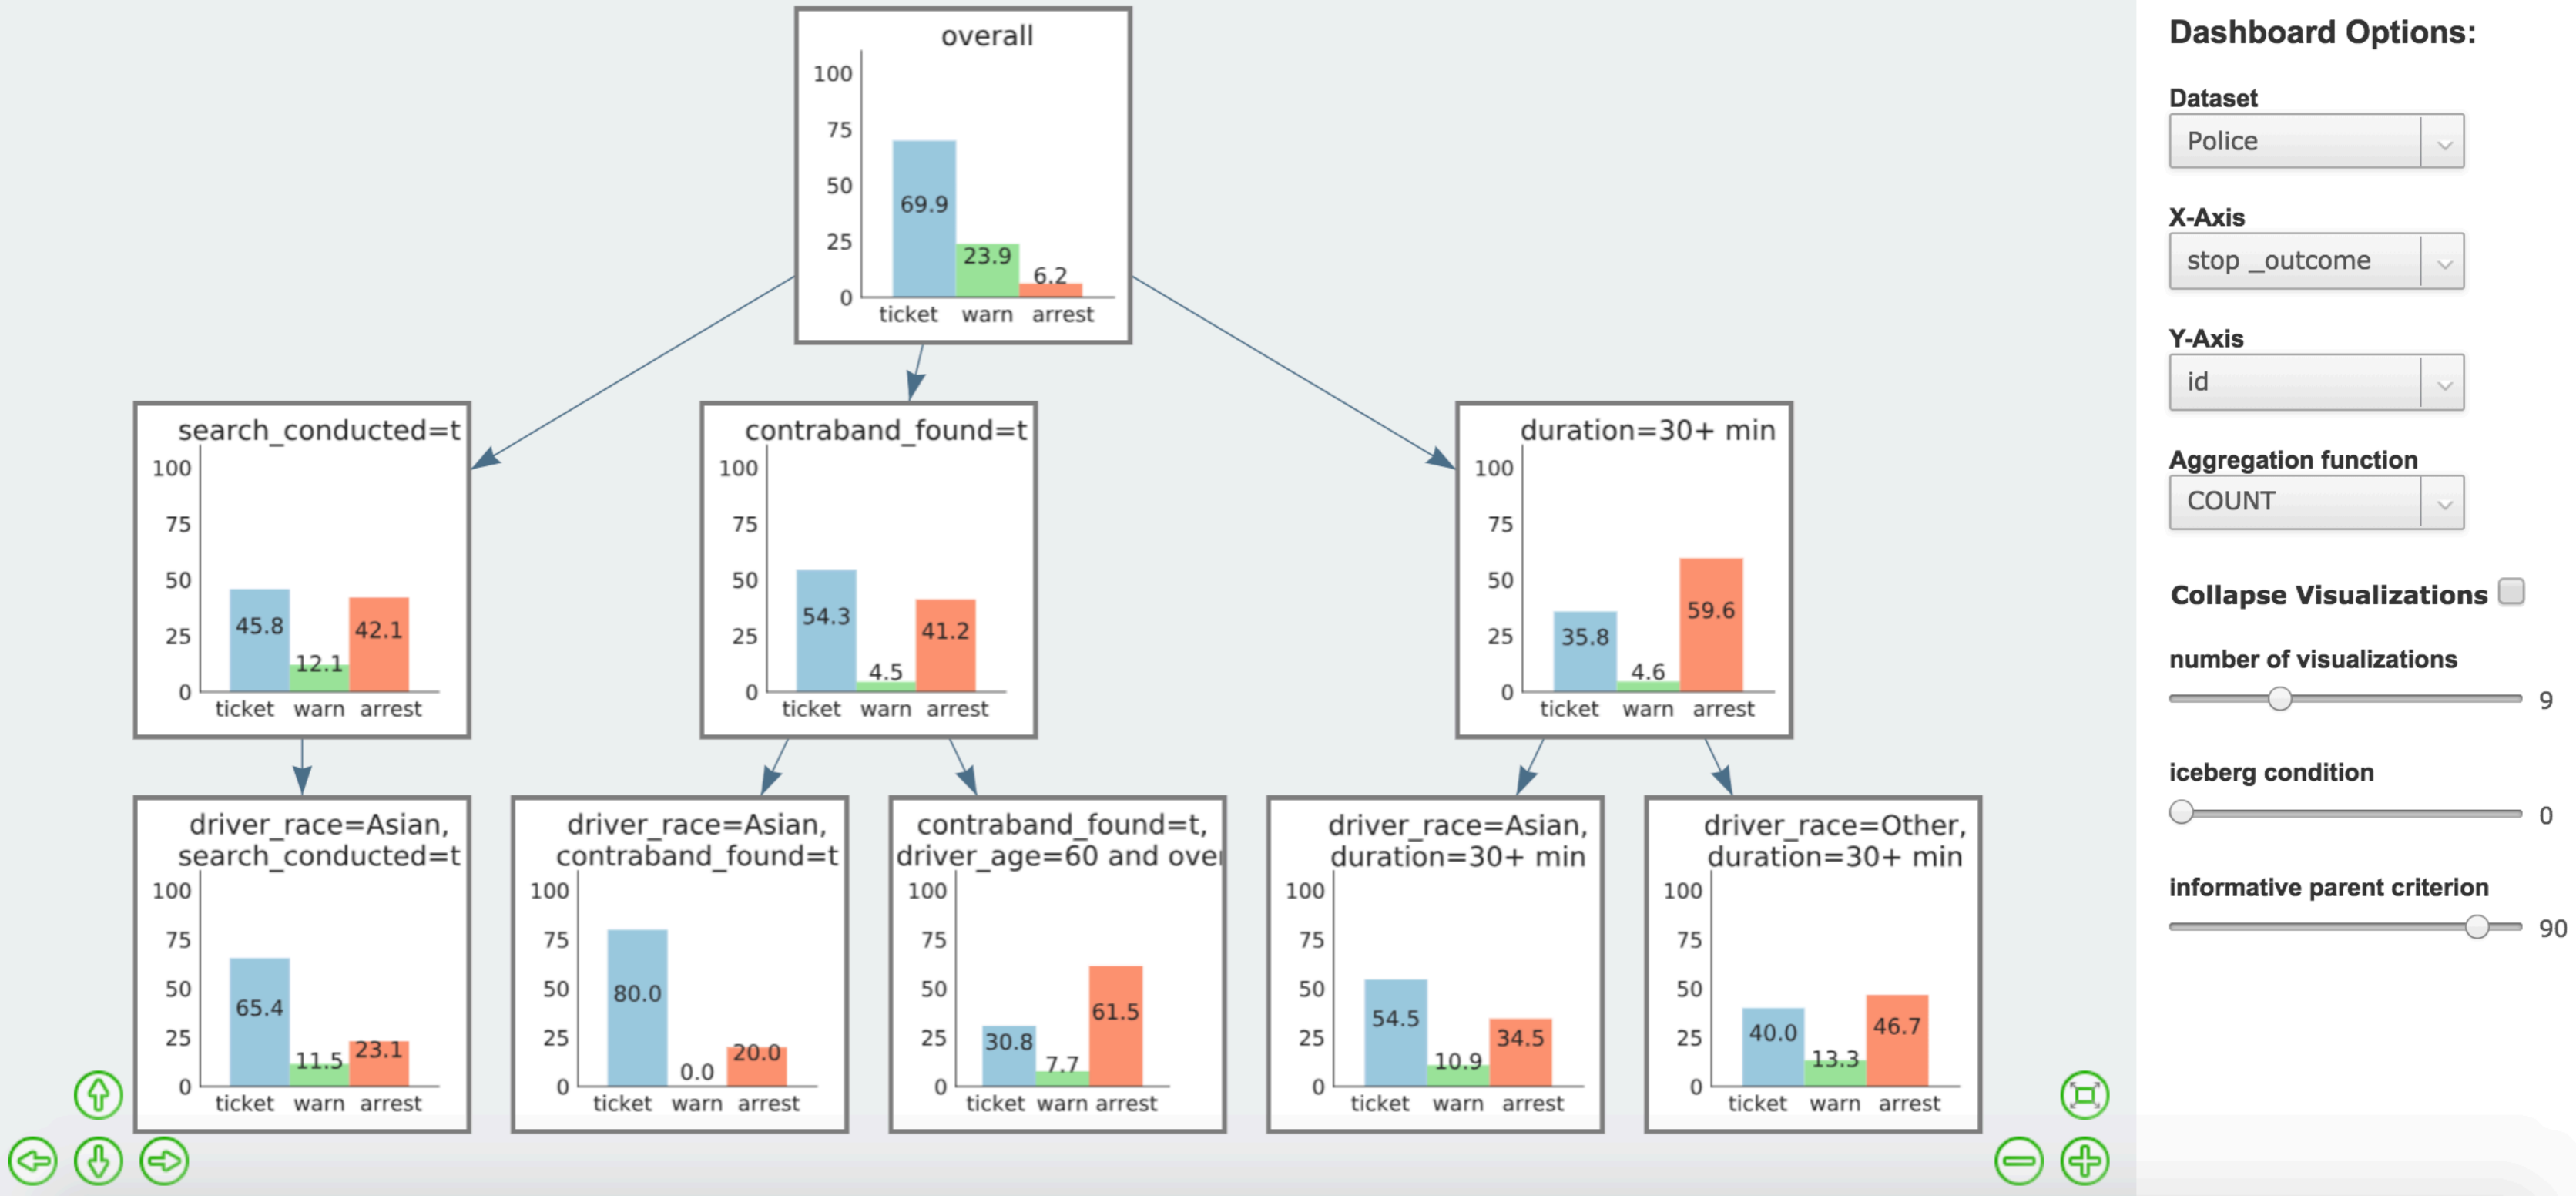 overall
100
75
50
25
0
69.9
23.9
6.2
ticket warn arrest
search_conducted=t
100
75
50
25
0
45.8
12.1
42.1
ticket warn arrest
contraband_found=t
100
75
50
25
0
54.3
4.5
41.2
ticket warn arrest
duration=30+ min
100
75
50
25
0
35.8
4.6
59.6
ticket warn arrest
driver_race=Asian,
search_conducted=t
100
75
50
25
0
65.4
11.5
23.1
ticket warn arrest
driver_race=Asian,
contraband_found=t
100
75
50
25
0
80.0
0.0
20.0
ticket warn arrest
contraband_found=t,
driver_age=60 and over
100
75
50
25
0
30.8
7.7
61.5
ticket warn arrest
driver_race=Asian,
duration=30+ min
100
75
50
25
0
54.5
10.9
34.5
ticket warn arrest
driver_race=Other,
duration=30+ min
100
75
50
25
0
40.0
13.3
46.7
ticket warn arrest
Dashboard Options:
Dataset
Police
X-Axis
stop _outcome
Y-Axis
id
Aggregation function
COUNT
Collapse Visualizations
number of visualizations
9
iceberg condition
0
informative parent criterion
90